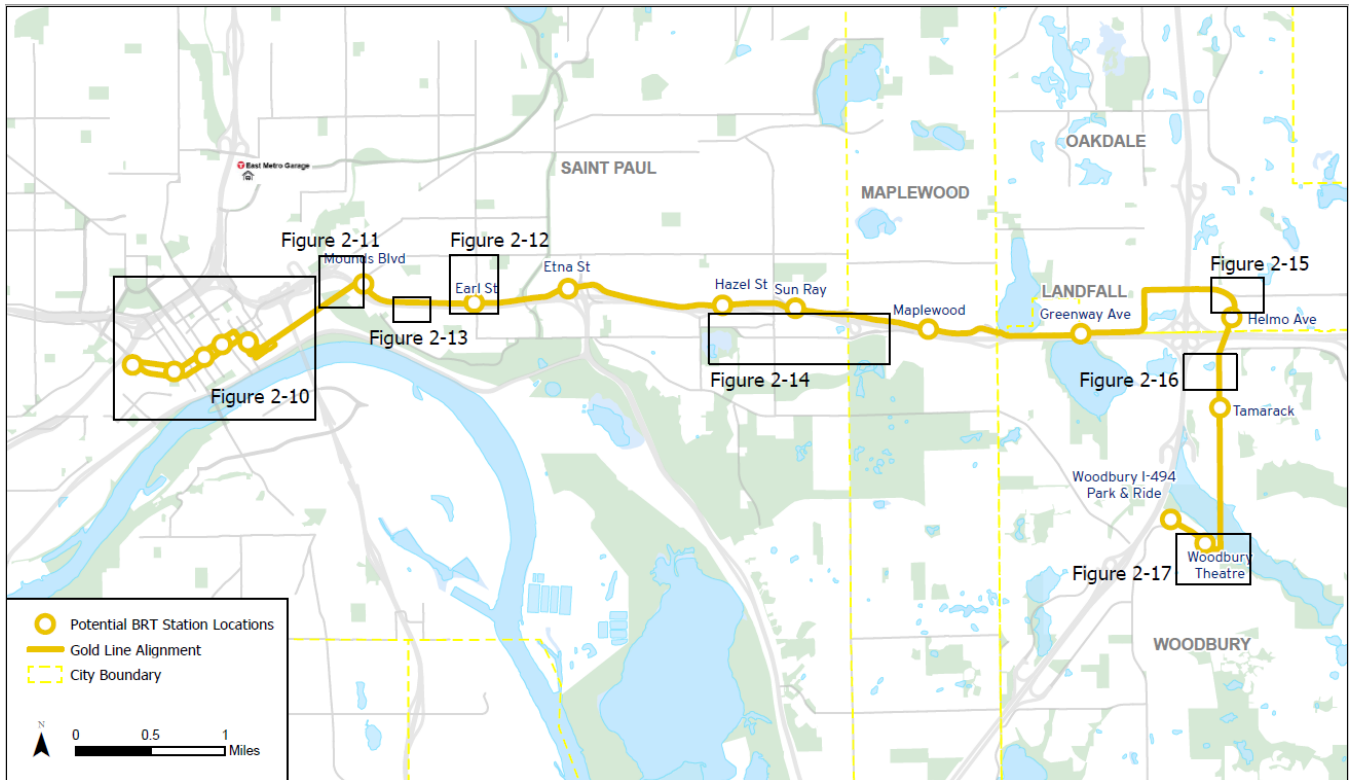 OAKDALE
East Metro Garage
SAINT PAUL
MAPLEWOOD
Figure 2-11
Figure 2-12
Mounds Blvd
Etna St
Figure 2-15
Earl St
Hazel St
Sun Ray
LANDFALL
Maplewood
Greenway Ave
Helmo Ave
Figure 2-13
Figure 2-14
Figure 2-16
Figure 2-10
Tamarack
Woodbury I-494
Park & Ride
Woodbury
Theatre
Figure 2-17
WOODBURY
Potential BRT Station Locations
Gold Line Alignment
City Boundary
N
0 0.5 1
Miles